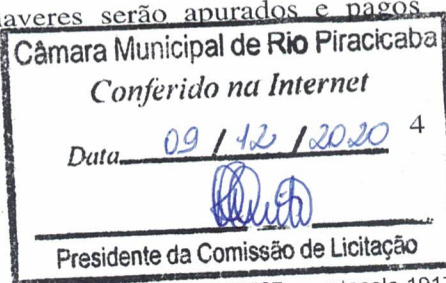 haveres serão apurados e pagos
Câmara Municipal de Rio Piracicaba
Conferido na Internet
Data 09 / 12 / 2020 4
Presidente da Comissão de Licitação